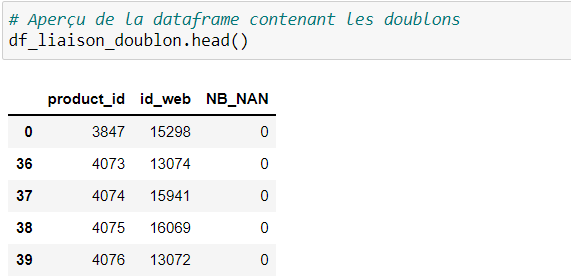 # Aperçu de la dataframe contenant les doublons
df_liaison_doublon.head()
product_id id_web NB_NAN
0 3847 15298 0
36 4073 13074 0
37 4074 15941 0
38 4075 16069 0
39 4076 13072 0